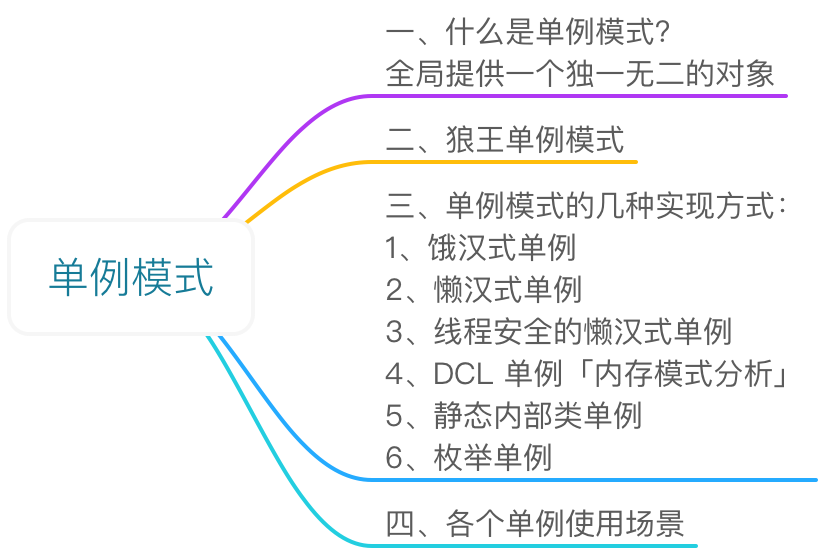 单例模式
一、什么是单例模式？
全局提供一个独一无二的对象
二、狼王单例模式
三、单例模式的几种实现方式：
1、饿汉式单例
2、懒汉式单例
3、线程安全的懒汉式单例
4、DCL 单例「内存模式分析」
5、静态内部类单例
6、枚举单例
四、各个单例使用场景